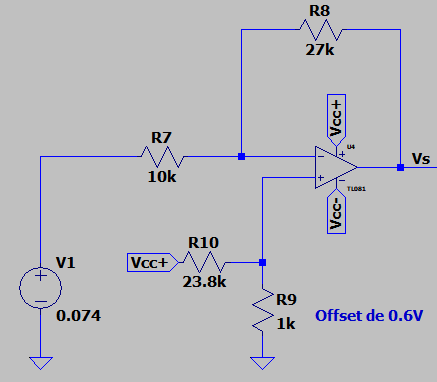 R8
27k
Vcc+
U4
R7
10k
Vs
TL081
Vcc-
R10
Vcc+
23.8k
V1
0.074
R9
1k
Offset de 0.6V